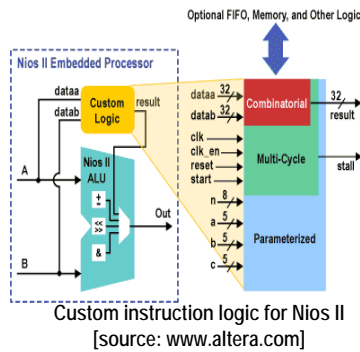 Optional FIFO, Memory, and Other Logic
Nios II Embedded Processor
dataa
datab
Custom
Logic
result
A
Nios II
ALU
+
-
<<
>>
&
Out
B
dataa
32
datab
32
clk
clk_en
reset
start
n
8
a
5
b
5
c
5
Combinatorial
Multi-Cycle
Parameterized
32
result
stall
Custom instruction logic for Nios II
[source: www.altera.com]